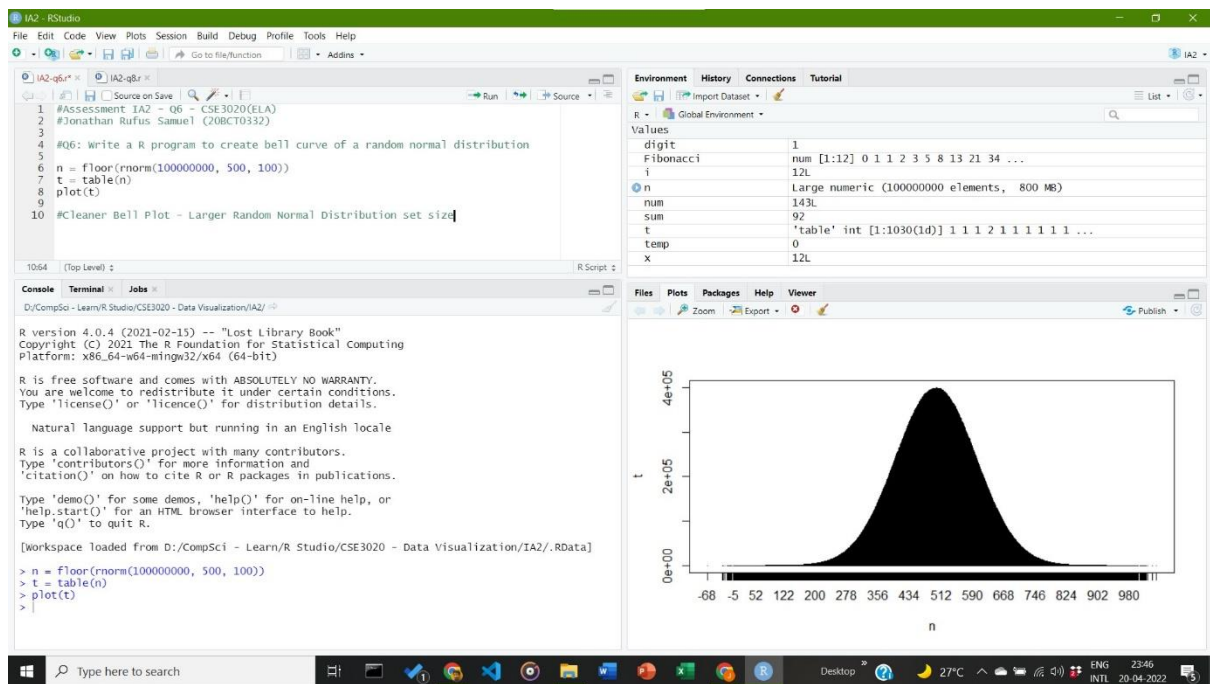 IA2 - RStudio
File Edit Code View Plots Session Build Debug Profile Tools Help
Go to file/function Addins IA2
IA2-q6.r* IA2-q8.r
Source on Save Run Source
1 #Assessment IA2 - Q6 - CSE3020(ELA)
2 #Jonathan Rufus Samuel (20BCT0332)
3
4 #Q6: Write a R program to create bell curve of a random normal distribution
5
6 n = floor(rnorm(100000000, 500, 100))
7 t = table(n)
8 plot(t)
9
10 #Cleaner Bell Plot - Larger Random Normal Distribution set size
10:64 (Top Level) R Script
Console Terminal Jobs
D:/CompSci - Learn/R Studio/CSE3020 - Data Visualization/IA2/
R version 4.0.4 (2021-02-15) -- "Lost Library Book"
Copyright (C) 2021 The R Foundation for Statistical Computing
Platform: x86_64-w64-mingw32/x64 (64-bit)
R is free software and comes with ABSOLUTELY NO WARRANTY.
You are welcome to redistribute it under certain conditions.
Type 'license()' or 'licence()' for distribution details.
Natural language support but running in an English locale
R is a collaborative project with many contributors.
Type 'contributors()' for more information and
'citation()' on how to cite R or R packages in publications.
Type 'demo()' for some demos, 'help()' for on-line help, or
'help.start()' for an HTML browser interface to help.
Type 'q()' to quit R.
[Workspace loaded from D:/CompSci - Learn/R Studio/CSE3020 - Data Visualization/IA2/.RData]
> n = floor(rnorm(100000000, 500, 100))
> t = table(n)
> plot(t)
>
Environment History Connections Tutorial
Import Dataset List
R Global Environment
Values
digit 1
Fibonacci num [1:12] 0 1 1 2 3 5 8 13 21 34 ...
i 12L
n Large numeric (100000000 elements, 800 MB)
num 143L
sum 92
t 'table' int [1:1030(1d)] 1 1 1 2 1 1 1 1 1 1 ...
temp 0
x 12L
Files Plots Packages Help Viewer
Zoom Export Publish
4e+05
2e+05
0e+00
t
-68 -5 52 122 200 278 356 434 512 590 668 746 824 902 980
n
Type here to search Desktop 27°C ENG 23:46
INTL 20-04-2022